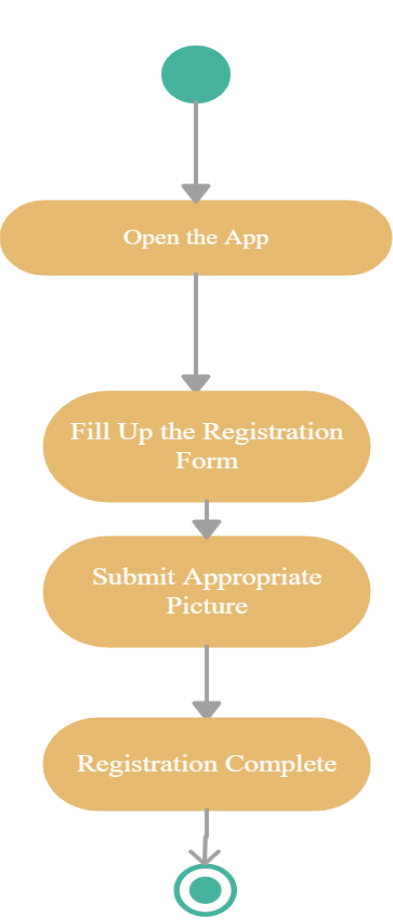 Open the App
Fill Up the Registration
Form
Submit Appropriate
Picture
Registration Complete